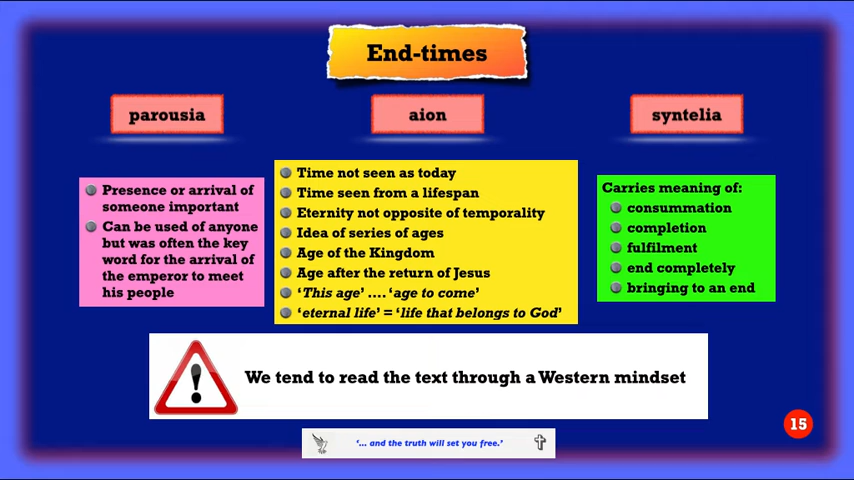 End-times
parousia
aion
syntelia
Presence or arrival of
someone important
Can be used of anyone
but was often the key
word for the arrival of
the emperor to meet
his people
Time not seen as today
Time seen from a lifespan
Eternity not opposite of temporality
Idea of series of ages
Age of the Kingdom
Age after the return of Jesus
‘This age’ .... ‘age to come’
‘eternal life’ = ‘life that belongs to God’
Carries meaning of:
consummation
completion
fulfilment
end completely
bringing to an end
We tend to read the text through a Western mindset
15
‘... and the truth will set you free.’